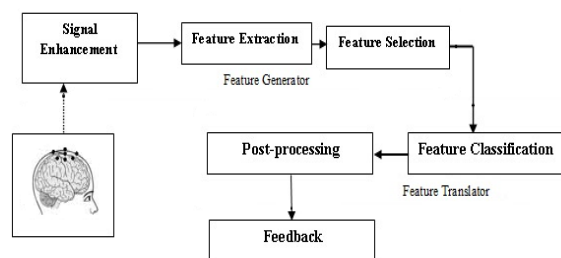 Signal
Enhancement
Feature Extraction
Feature Selection
Feature Generator
Post-processing
Feature Classification
Feature Translator
Feedback